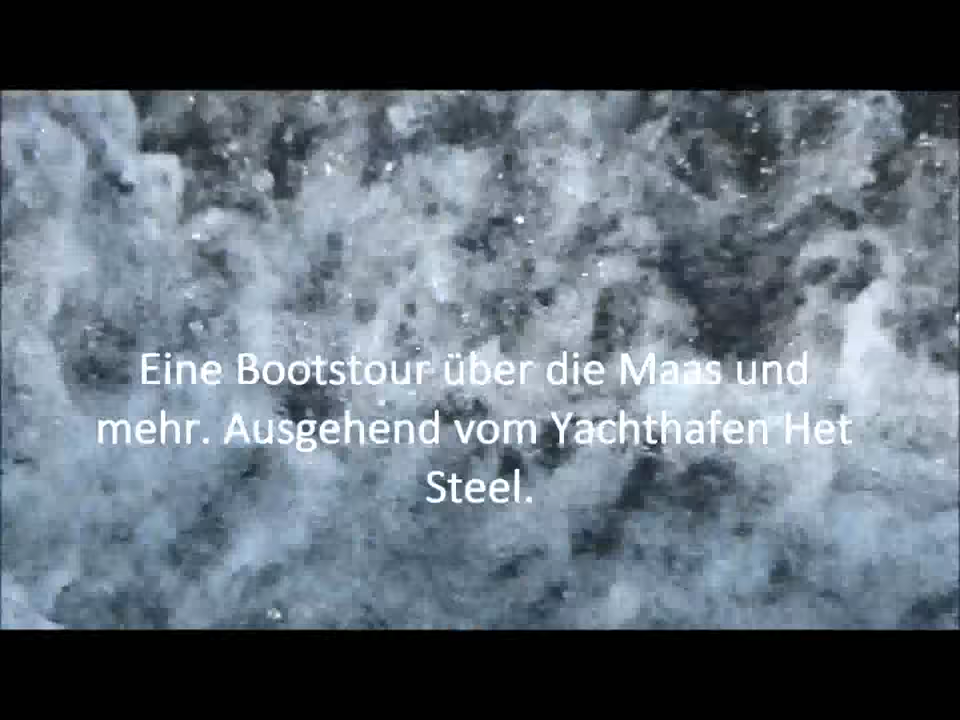 Eine Bootstour über die Maas und
mehr. Ausgehend vom Yachthafen Het
Steel.